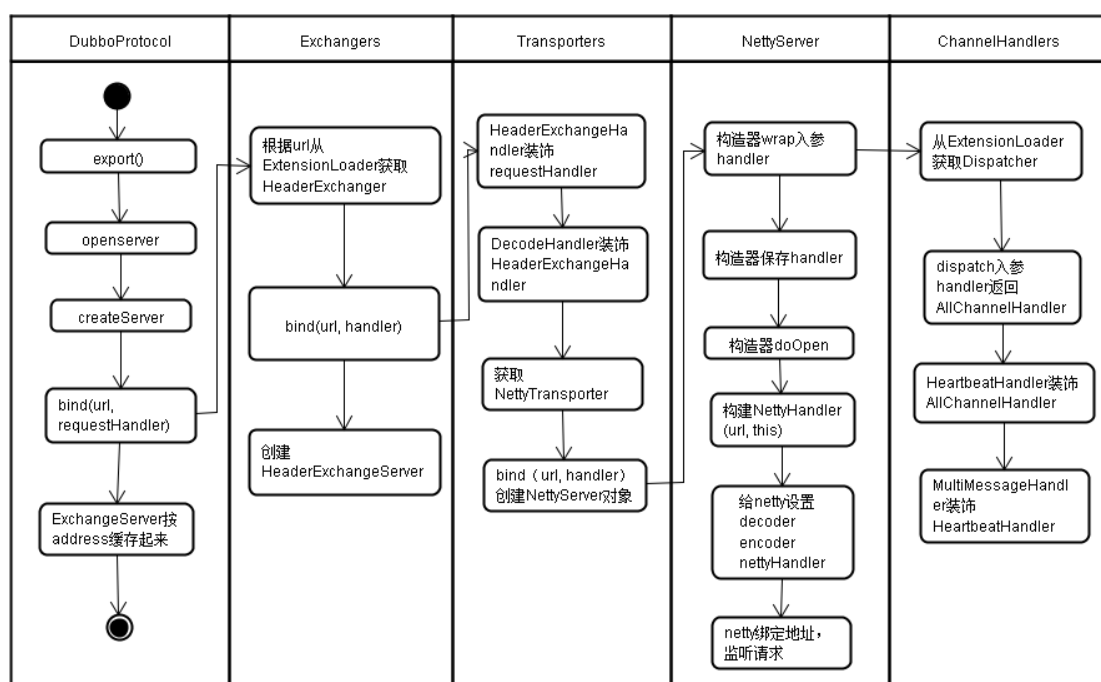 DubboProtocol
Exchangers
Transporters
NettyServer
ChannelHandlers
export()
openserver
createServer
bind(url,
requestHandler)
ExchangeServer按
address缓存起来
根据url从
ExtensionLoader获取
HeaderExchanger
bind(url, handler)
创建
HeaderExchangeServer
HeaderExchangeHa
ndler装饰
requestHandler
DecodeHandler装饰
HeaderExchangeHa
ndler
获取
NettyTransporter
bind（url, handler）
创建NettyServer对象
构造器wrap入参
handler
构造器保存handler
构造器doOpen
构建NettyHandler
(url, this)
给netty设置
decoder
encoder
nettyHandler
netty绑定地址，
监听请求
从ExtensionLoader
获取Dispatcher
dispatch入参
handler返回
AllChannelHandler
HeartbeatHandler装饰
AllChannelHandler
MultiMessageHandl
er装饰
HeartbeatHandler